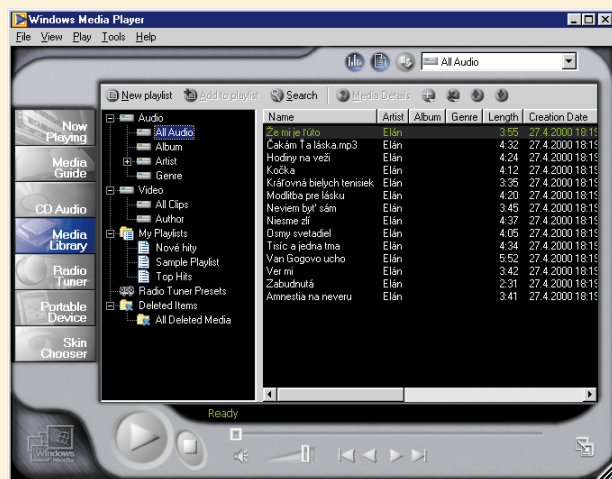 Windows Media Player
File View Play Tools Help
All Audio
New playlist Add to playlist Search Media Details
Now Playing
Media Guide
CD Audio
Media Library
Radio Tuner
Portable Device
Skin Chooser
Audio
All Audio
Album
Artist
Genre
Video
All Clips
Author
My Playlists
Nové hity
Sample Playlist
Top Hits
Radio Tuner Presets
Deleted Items
All Deleted Media
Name Artist Album Genre Length Creation Date
Že mi je ľúto Elán 3:55 27.4.2000 18:19
Čakám Ťa láska.mp3 Elán 4:32 27.4.2000 18:19
Hodiny na veži Elán 4:24 27.4.2000 18:19
Kočka Elán 4:12 27.4.2000 18:19
Kráľovná bielych tenisiek Elán 3:35 27.4.2000 18:19
Modlitba pre lásku Elán 4:20 27.4.2000 18:19
Neviem byť sám Elán 3:45 27.4.2000 18:19
Niesme zlí Elán 4:37 27.4.2000 18:19
Osmy svetadiel Elán 4:05 27.4.2000 18:19
Tisíc a jedna tma Elán 4:34 27.4.2000 18:19
Van Gogovo ucho Elán 5:52 27.4.2000 18:19
Ver mi Elán 3:42 27.4.2000 18:19
Zabudnutá Elán 2:31 27.4.2000 18:19
Amnestia na neveru Elán 3:41 27.4.2000 18:19
Ready
Windows Media